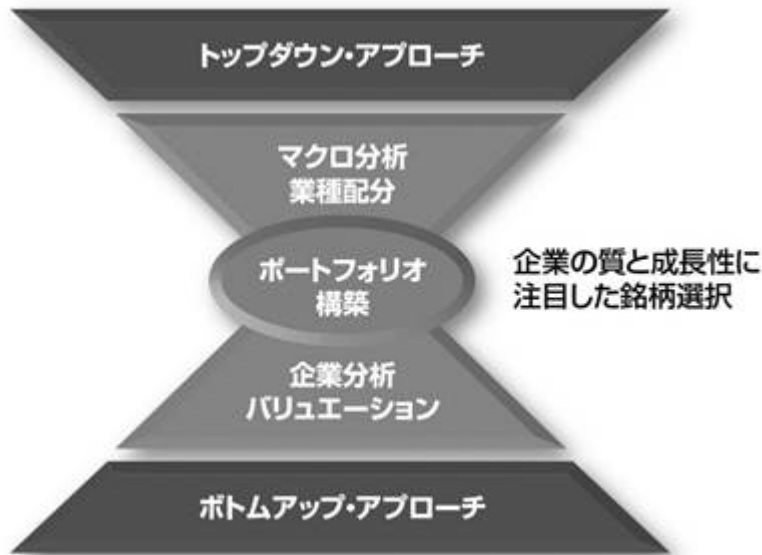 トップダウン・アプローチ
マクロ分析
業種配分
ポートフォリオ
構築
企業の質と成長性に
注目した銘柄選択
企業分析
バリュエーション
ボトムアップ・アプローチ